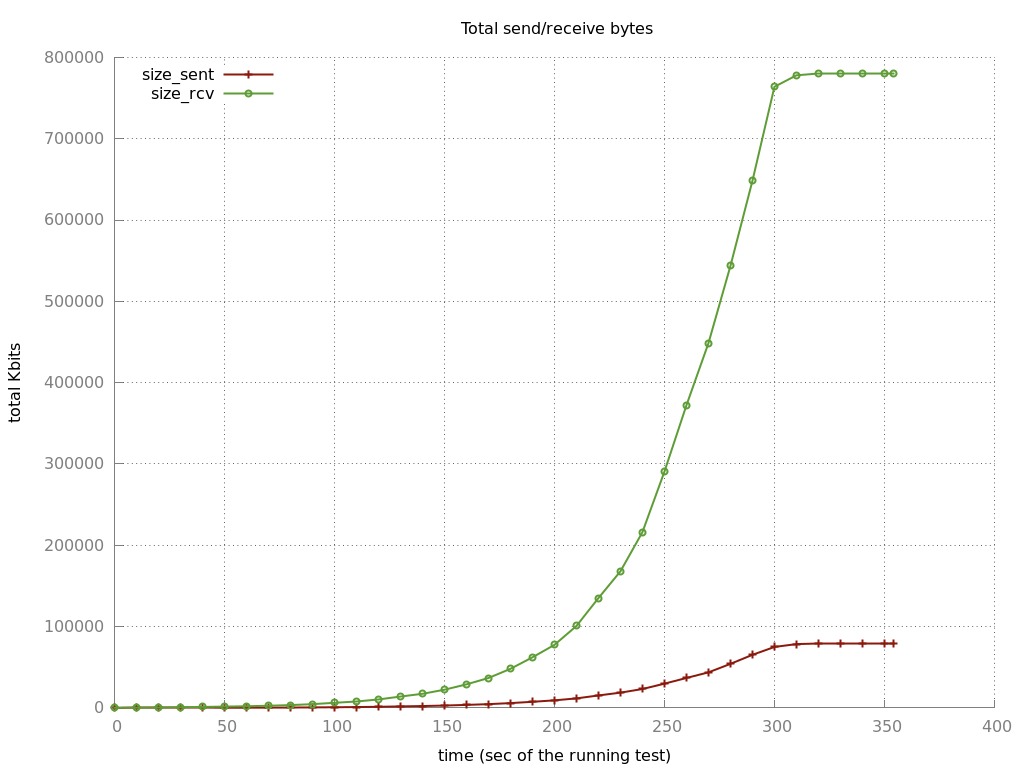 Total send/receive bytes
800000
size_sent
size_rcv
700000
600000
500000
400000
total Kbits
300000
200000
100000
0
0 50 100 150 200 250 300 350 400
time (sec of the running test)